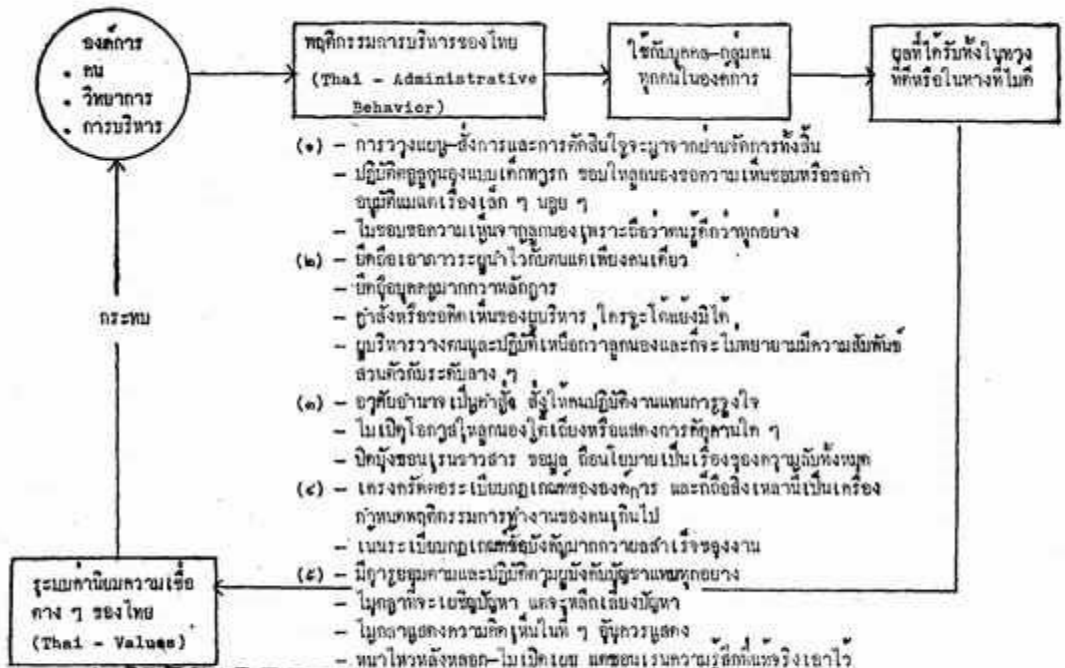 องค์การ
• คน
• วิทยาการ
• การบริหาร
พฤติกรรมการบริหารของไทย
(Thai - Administrative
Behavior)
ใช้กับบุคคล-กลุ่มคน
ทุกคนในองค์การ
ผลที่ได้รับทั้งในทาง
ที่ดีหรือในทางที่ไม่ดี
(๑) - การวางแผน-สั่งการและการตัดสินใจจะมาจากฝ่ายจัดการทั้งสิ้น
- ปฏิบัติต่อลูกน้องแบบเด็กทารก ชอบให้ลูกน้องขอความเห็นชอบหรือขอคำ
อนุมัติแม้แต่เรื่องเล็ก ๆ น้อย ๆ
- ไม่ชอบขอความเห็นจากลูกน้องเพราะถือว่าตนรู้ดีกว่าทุกอย่าง
(๒) - ยึดถือเอาภาวะผู้นำไว้กับตนแต่เพียงคนเดียว
- ยึดถือบุคคลมากกว่าหลักการ
- คำสั่งหรือข้อคิดเห็นของผู้บริหาร ใครจะโต้แย้งมิได้
- ผู้บริหารวางตนและปฏิบัติเหนือกว่าลูกน้องและก็จะไม่พยายามมีความสัมพันธ์
ส่วนตัวกับระดับล่าง ๆ
(๓) - อาศัยอำนาจเป็นคำสั่ง สั่งให้คนปฏิบัติงานแทนการจูงใจ
- ไม่เปิดโอกาสให้ลูกน้องโต้เถียงหรือแสดงการคัดค้านใด ๆ
- ปิดบังซ่อนเร้นข่าวสาร ข้อมูล ถือนโยบายเป็นเรื่องของความลับทั้งหมด
(๔) - เคร่งครัดต่อระเบียบกฎเกณฑ์ขององค์การ และก็ถือสิ่งเหล่านี้เป็นเครื่อง
กำหนดพฤติกรรมการทำงานของคนเกินไป
- เน้นระเบียบกฎเกณฑ์ข้อบังคับมากกว่าผลสำเร็จของงาน
(๕) - มีการยอมตามและปฏิบัติตามผู้บังคับบัญชาแทบทุกอย่าง
- ไม่กล้าที่จะเผชิญปัญหา แต่จะหลีกเลี่ยงปัญหา
- ไม่กล้าแสดงความคิดเห็นในที่ ๆ อันควรแสดง
- หน้าไหว้หลังหลอก-ไม่เปิดเผย แต่ซ่อนเร้นความรู้สึกที่แท้จริงเอาไว้
กระทบ
ระบบค่านิยมความเชื่อ
ต่าง ๆ ของไทย
(Thai - Values)